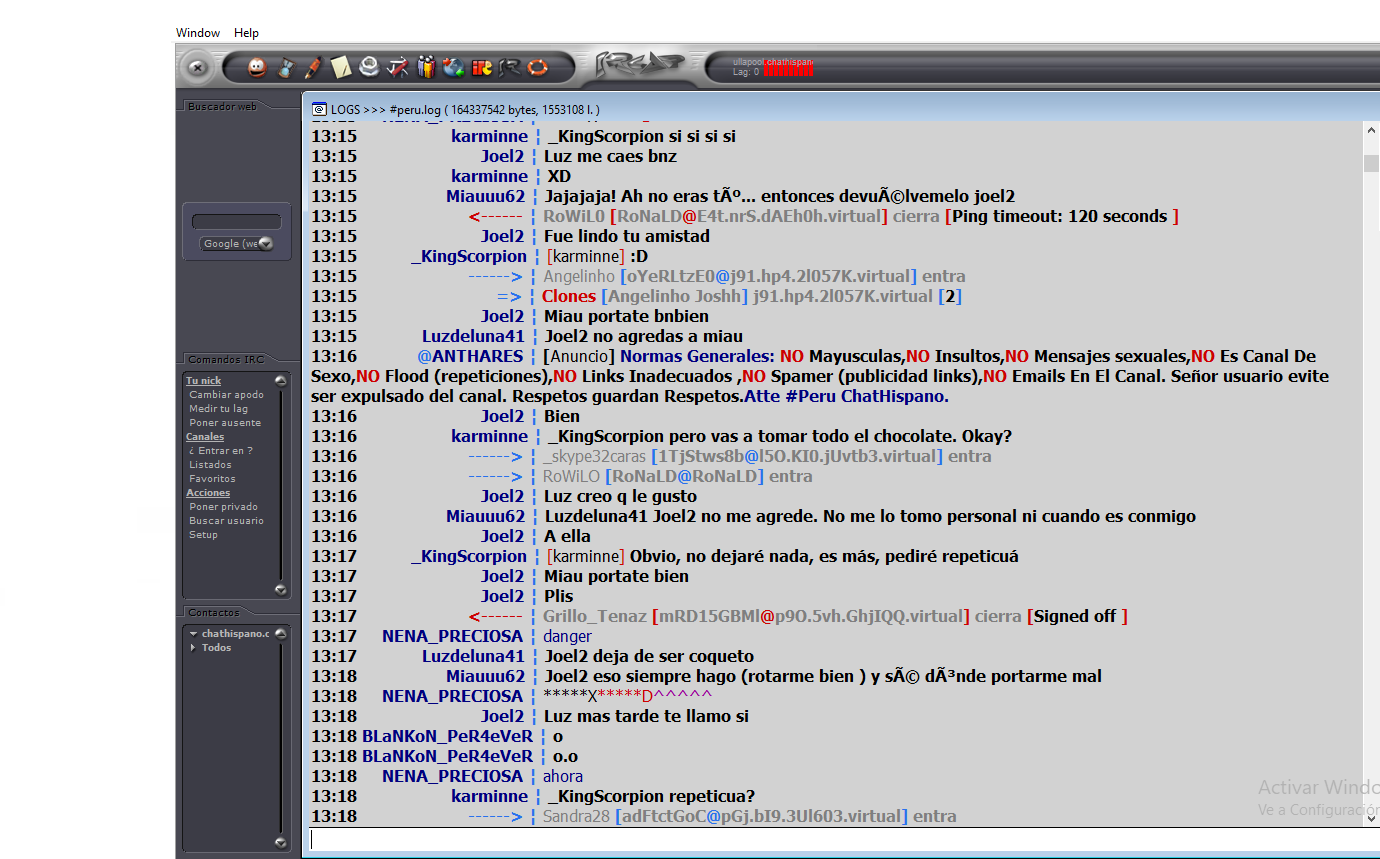 Window Help
ullapool.chathispano
Lag: 0
Buscador web
LOGS >>> #peru.log ( 164337542 bytes, 1553108 l. )
13:15 karminne ¦ _KingScorpion si si si si
13:15 Joel2 ¦ Luz me caes bnz
13:15 karminne ¦ XD
13:15 Miauuu62 ¦ Jajajaja! Ah no eras tÃº... entonces devuÃ©lvemelo joel2
13:15 <------ ¦ RoWiL0 [RoNaLD@E4t.nrS.dAEh0h.virtual] cierra [Ping timeout: 120 seconds ]
13:15 Joel2 ¦ Fue lindo tu amistad
13:15 _KingScorpion ¦ [karminne] :D
13:15 ------> ¦ Angelinho [oYeRLtzE0@j91.hp4.2l057K.virtual] entra
13:15 => ¦ Clones [Angelinho Joshh] j91.hp4.2l057K.virtual [2]
13:15 Joel2 ¦ Miau portate bnbien
13:15 Luzdeluna41 ¦ Joel2 no agredas a miau
13:16 @ANTHARES ¦ [Anuncio] Normas Generales: NO Mayusculas,NO Insultos,NO Mensajes sexuales,NO Es Canal De
Sexo,NO Flood (repeticiones),NO Links Inadecuados ,NO Spamer (publicidad links),NO Emails En El Canal. Señor usuario evite
ser expulsado del canal. Respetos guardan Respetos.Atte #Peru ChatHispano.
13:16 Joel2 ¦ Bien
13:16 karminne ¦ _KingScorpion pero vas a tomar todo el chocolate. Okay?
13:16 ------> ¦ _skype32caras [1TjStws8b@l5O.KI0.jUvtb3.virtual] entra
13:16 ------> ¦ RoWiLO [RoNaLD@RoNaLD] entra
13:16 Joel2 ¦ Luz creo q le gusto
13:16 Miauuu62 ¦ Luzdeluna41 Joel2 no me agrede. No me lo tomo personal ni cuando es conmigo
13:16 Joel2 ¦ A ella
13:17 _KingScorpion ¦ [karminne] Obvio, no dejaré nada, es más, pediré repeticuá
13:17 Joel2 ¦ Miau portate bien
13:17 Joel2 ¦ Plis
13:17 <------ ¦ Grillo_Tenaz [mRD15GBMl@p9O.5vh.GhjIQQ.virtual] cierra [Signed off ]
13:17 NENA_PRECIOSA ¦ danger
13:17 Luzdeluna41 ¦ Joel2 deja de ser coqueto
13:18 Miauuu62 ¦ Joel2 eso siempre hago (rotarme bien ) y sÃ© dÃ³nde portarme mal
13:18 NENA_PRECIOSA ¦ *****X*****D^^^^^
13:18 Joel2 ¦ Luz mas tarde te llamo si
13:18 BLaNKoN_PeR4eVeR ¦ o
13:18 BLaNKoN_PeR4eVeR ¦ o.o
13:18 NENA_PRECIOSA ¦ ahora
13:18 karminne ¦ _KingScorpion repeticua?
13:18 ------> ¦ Sandra28 [adFtctGoC@pGj.bI9.3Ul603.virtual] entra
Google (we
Comandos IRC
Tu nick
Cambiar apodo
Medir tu lag
Poner ausente
Canales
¿ Entrar en ?
Listados
Favoritos
Acciones
Poner privado
Buscar usuario
Setup
Contactos
chathispano.c
Todos
Activar Windo
Ve a Configuración